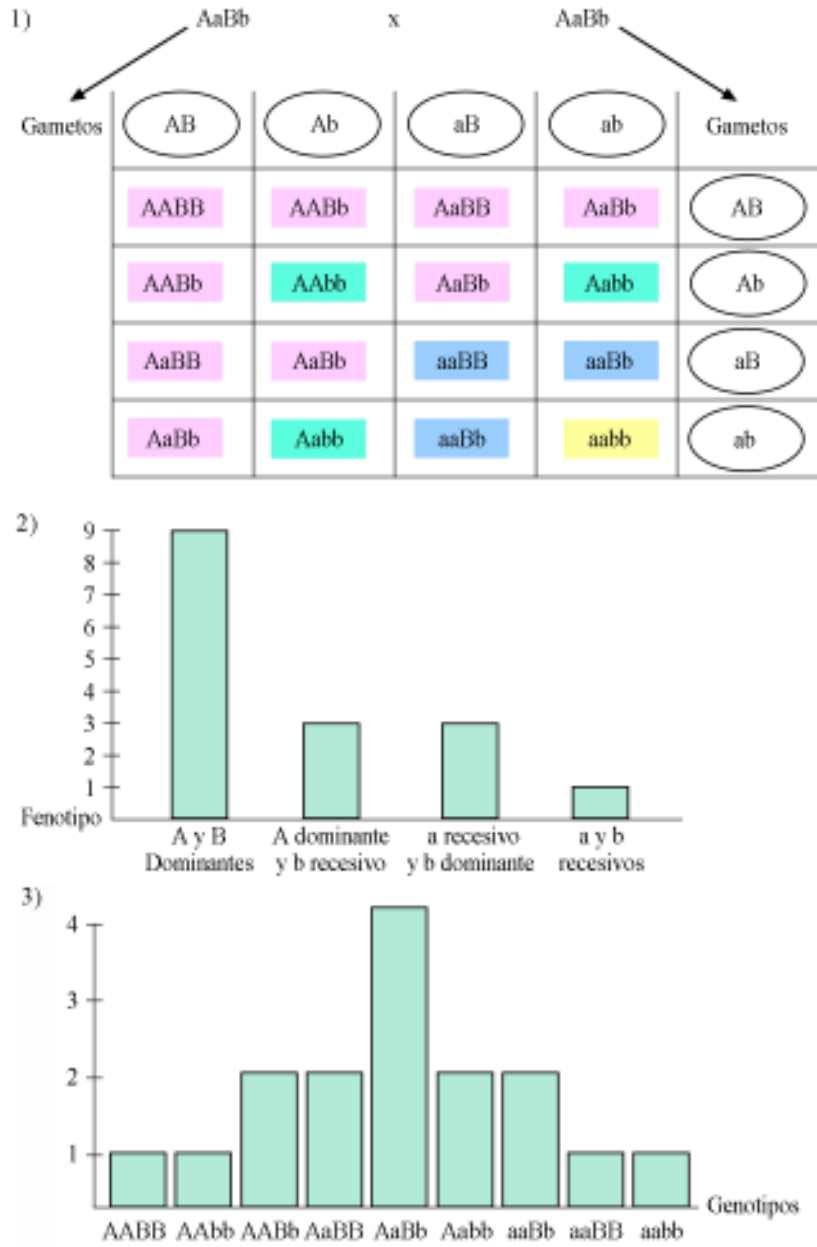 1) AaBb x AaBb
Gametos AB Ab aB ab Gametos
AABB AABb AaBB AaBb AB
AABb AAbb AaBb Aabb Ab
AaBB AaBb aaBB aaBb aB
AaBb Aabb aaBb aabb ab
2)
9
8
7
6
5
4
3
2
1
Fenotipo
A y B A dominante a recesivo a y b
Dominantes y b recesivo y b dominante recesivos
3)
4
3
2
1
Genotipos
AABB AAbb AABb AaBB AaBb Aabb aaBb aaBB aabb